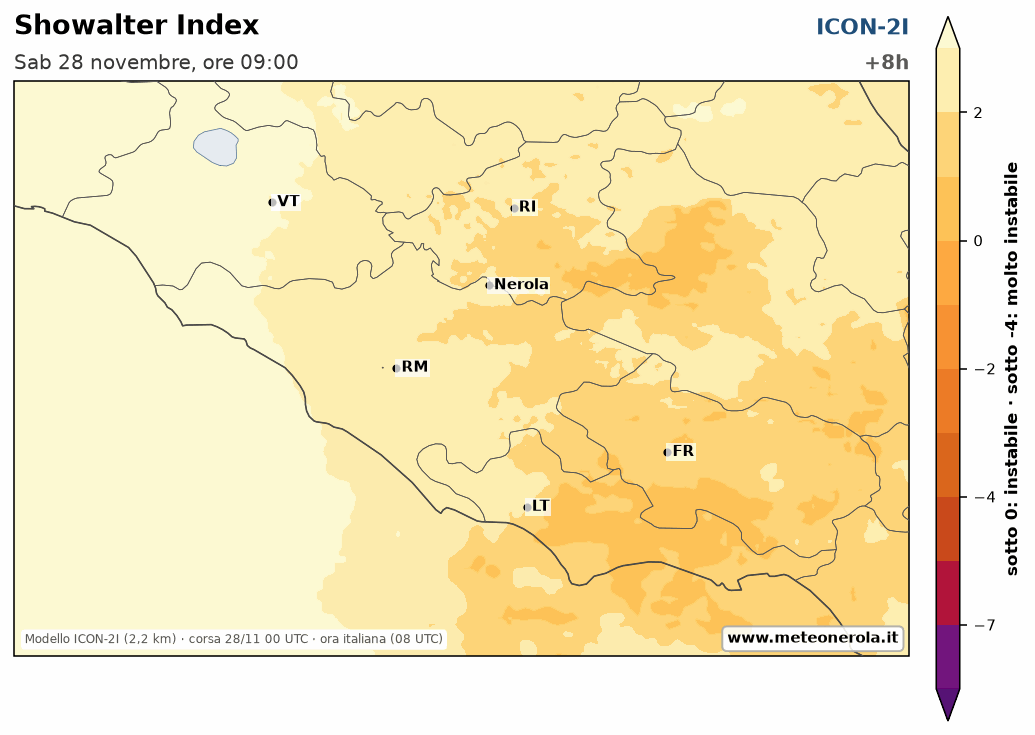 Showalter Index
ICON-2I
Sab 28 novembre, ore 09:00
+8h
VT
RI
Nerola
RM
FR
LT
Modello ICON-2I (2,2 km) · corsa 28/11 00 UTC · ora italiana (08 UTC)
www.meteonerola.it
2
0
−2
−4
−7
sotto 0: instabile · sotto -4: molto instabile